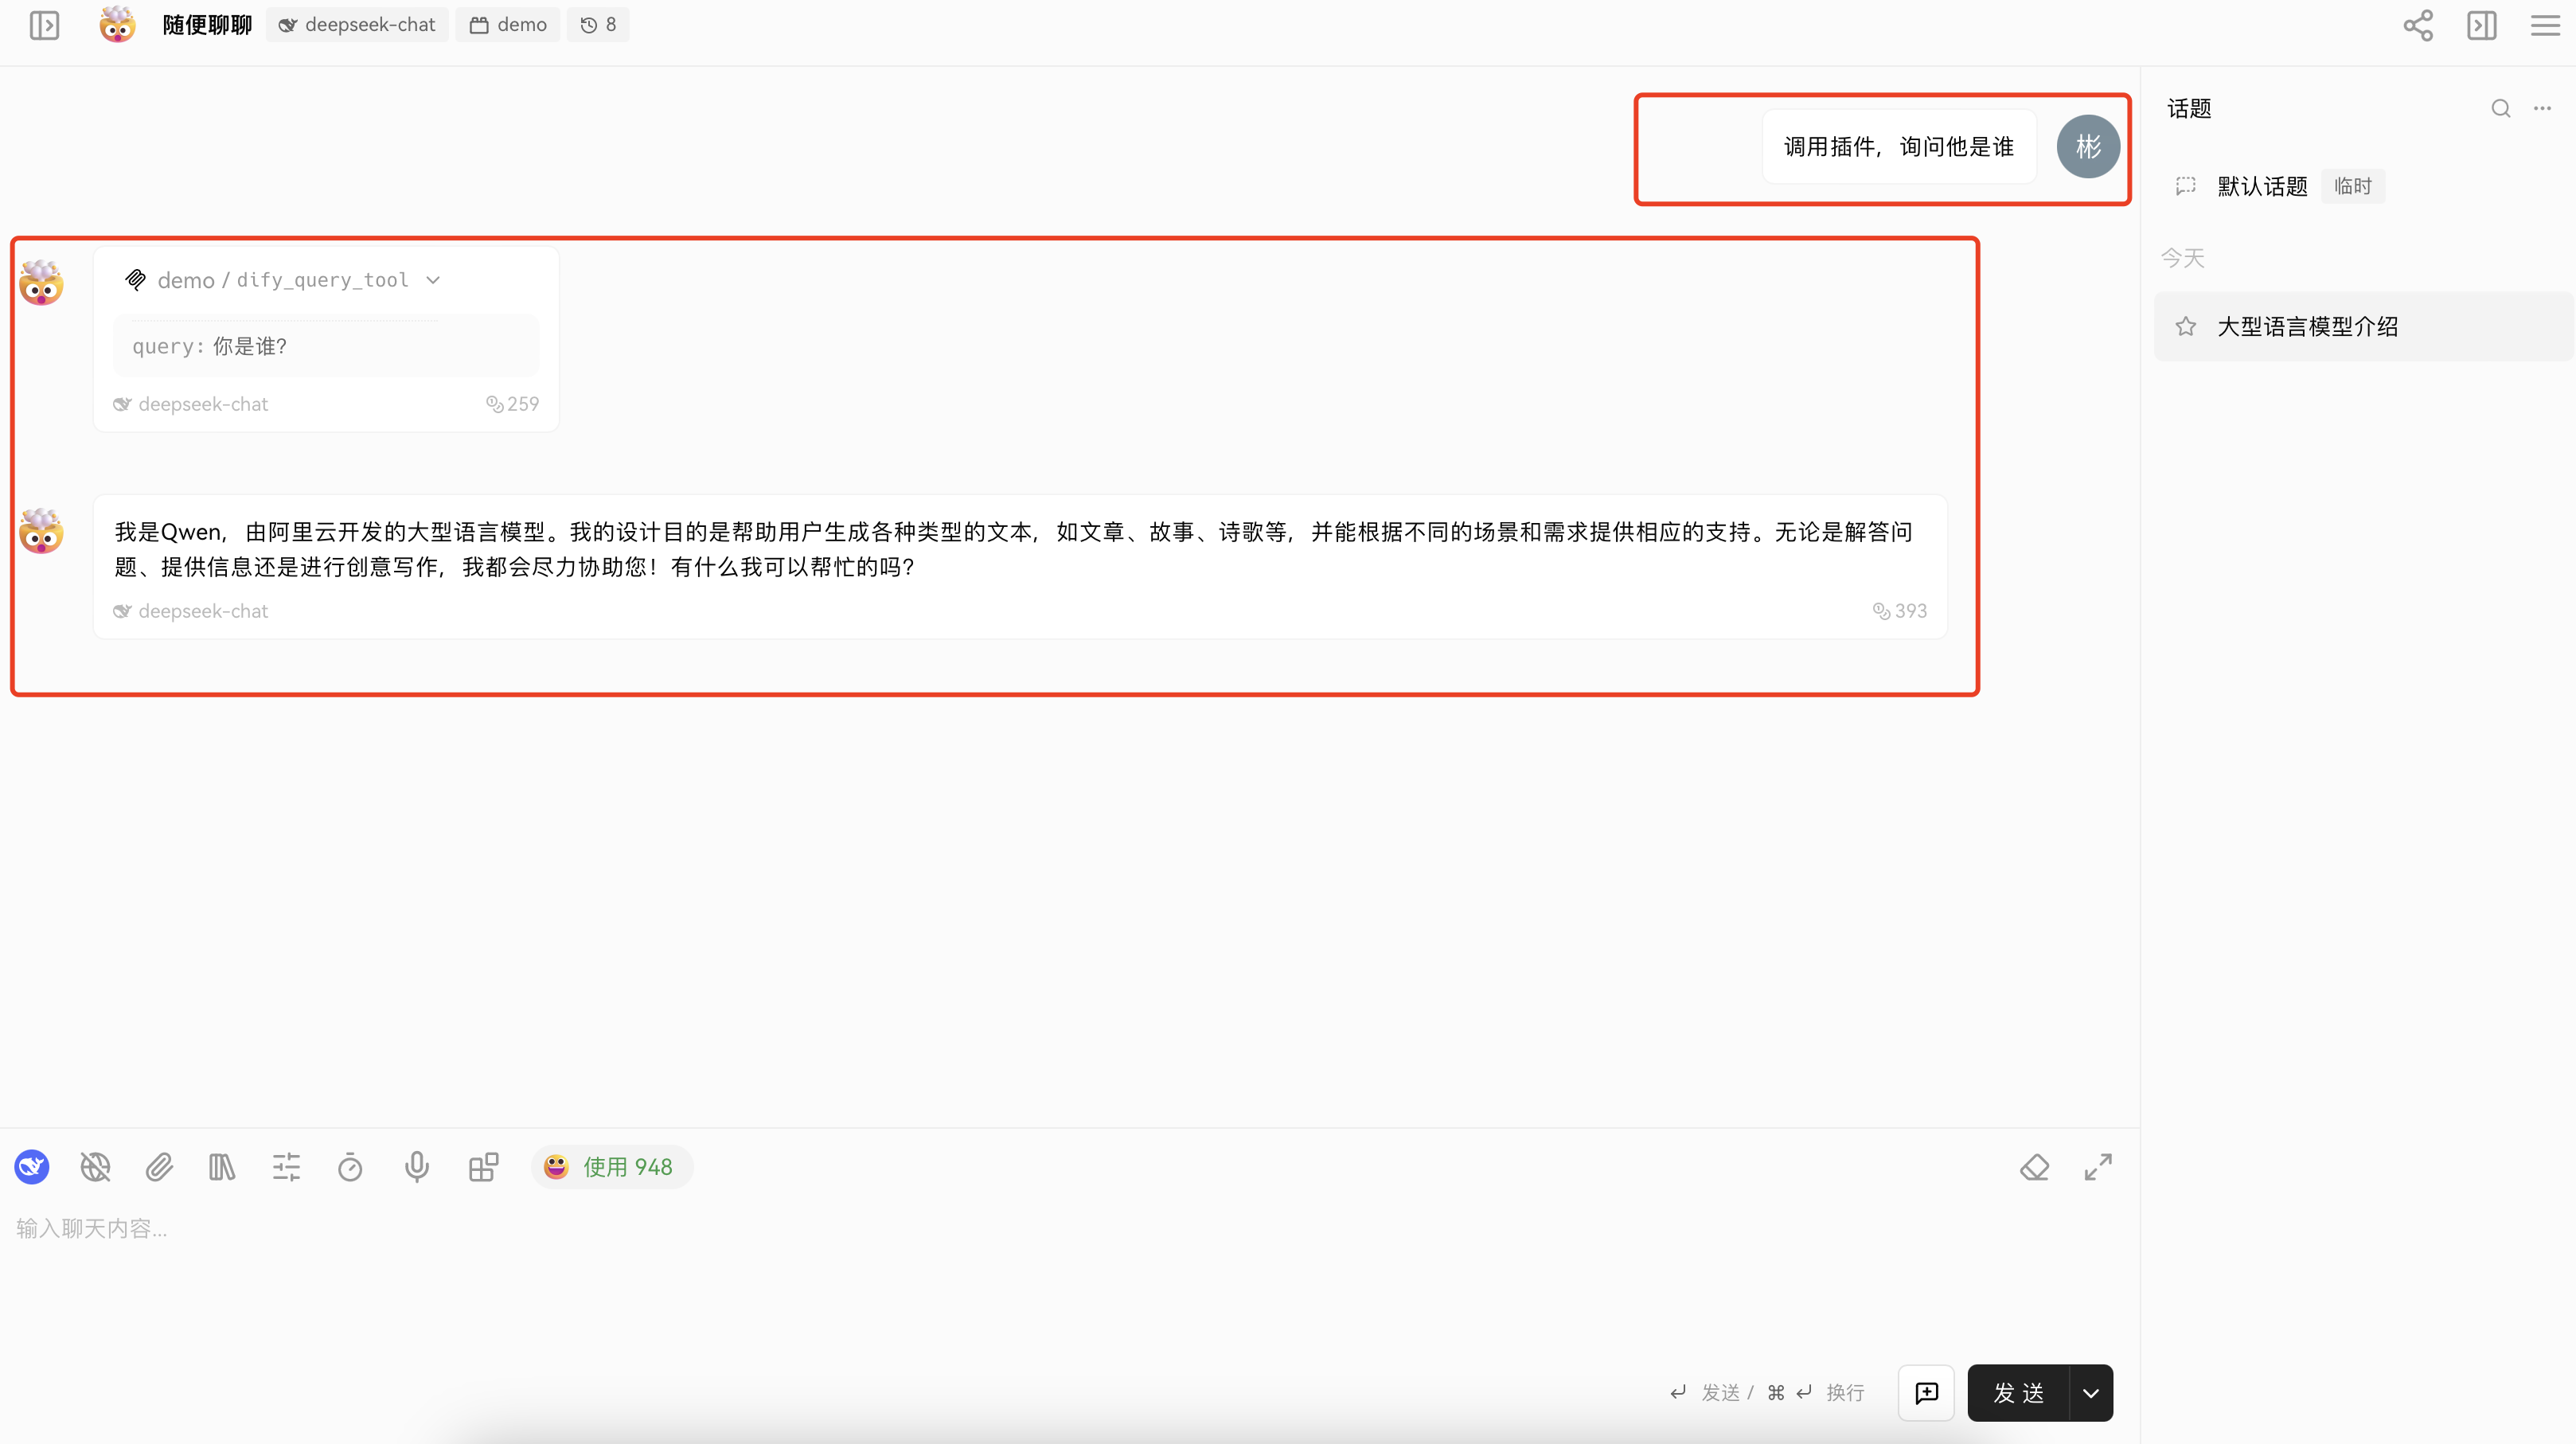 随便聊聊 deepseek-chat demo 8
调用插件，询问他是谁 彬
demo / dify_query_tool
query: 你是谁?
deepseek-chat 259
我是Qwen，由阿里云开发的大型语言模型。我的设计目的是帮助用户生成各种类型的文本，如文章、故事、诗歌等，并能根据不同的场景和需求提供相应的支持。无论是解答问
题、提供信息还是进行创意写作，我都会尽力协助您！有什么我可以帮忙的吗？
deepseek-chat 393
使用 948
输入聊天内容...
发送 / ⌘ 换行
发 送
话题
默认话题 临时
今天
大型语言模型介绍